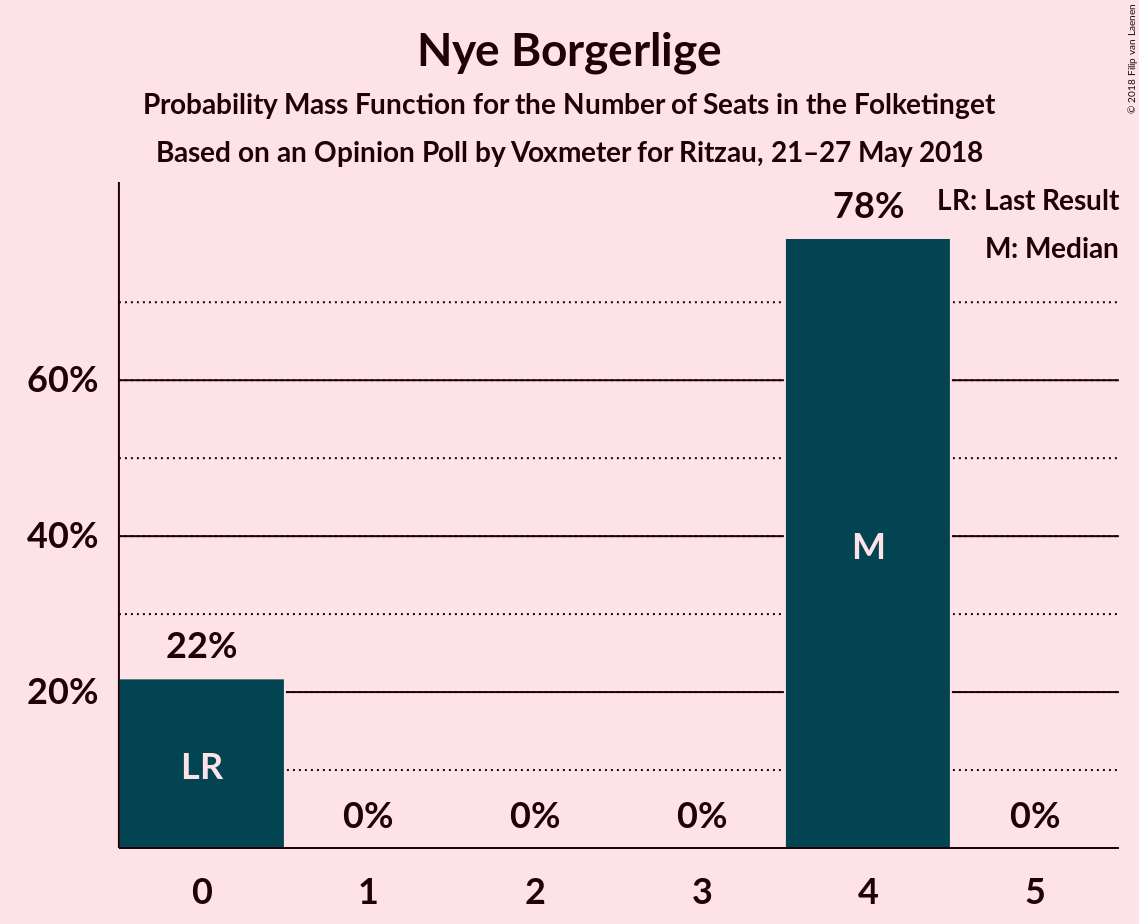 Nye Borgerlige
Probability Mass Function for the Number of Seats in the Folketinget
Based on an Opinion Poll by Voxmeter for Ritzau, 21–27 May 2018
© 2018 Filip van Laenen
LR: Last Result
M: Median
78%
60%
40%
20%
22%
LR
0%
0%
0%
M
0%
0
1
2
3
4
5